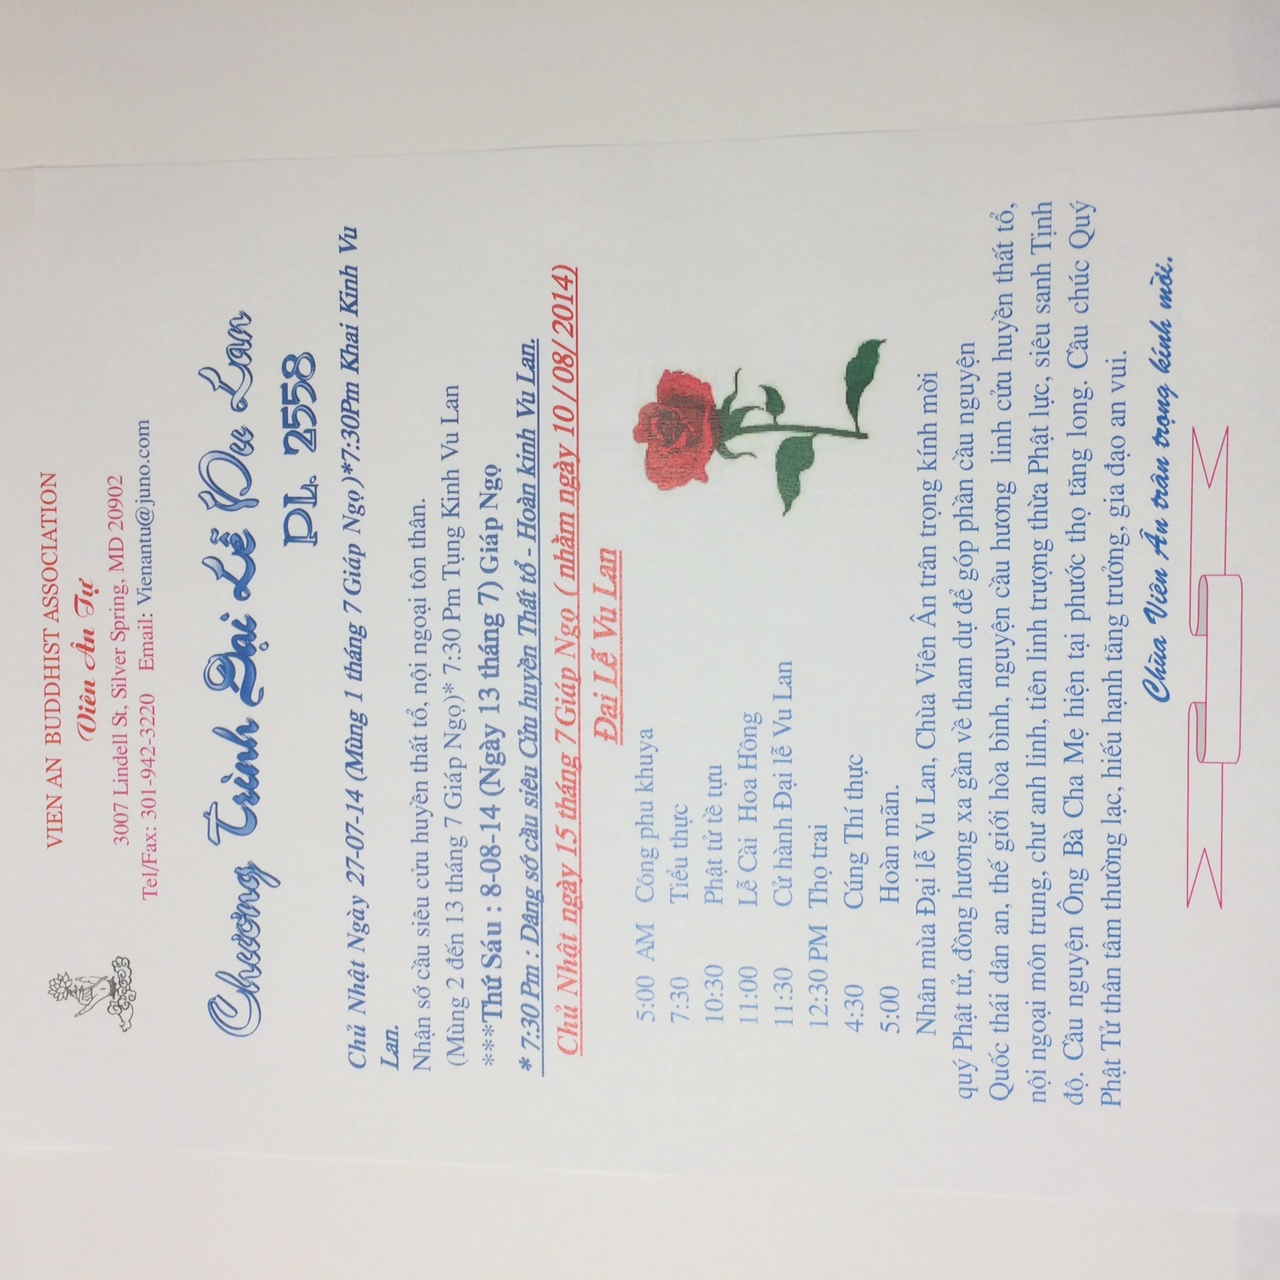 VIEN AN BUDDHIST ASSOCIATION
Viên Ân Tự
3007 Lindell St, Silver Spring, MD 20902
Tel/Fax: 301-942-3220 Email: Vienantu@juno.com
Chương Trình Đại Lễ Vu Lan
PL. 2558
Chủ Nhật Ngày 27-07-14 (Mùng 1 tháng 7 Giáp Ngọ)*7:30Pm Khai Kinh Vu
Lan.
Nhận sớ cầu siêu cửu huyền thất tổ, nội ngoại tôn thân.
(Mùng 2 đến 13 tháng 7 Giáp Ngọ)* 7:30 Pm Tụng Kinh Vu Lan
***Thứ Sáu : 8-08-14 (Ngày 13 tháng 7) Giáp Ngọ
* 7:30 Pm : Dâng sớ cầu siêu Cửu huyền Thất tổ - Hoàn kinh Vu Lan.
Chủ Nhật ngày 15 tháng 7 Giáp Ngọ ( nhằm ngày 10 / 08/ 2014)
Đại Lễ Vu Lan
5:00 AM Công phu khuya
7:30 Tiểu thực
10:30 Phật tử tề tựu
11:00 Lễ Cài Hoa Hồng
11:30 Cử hành Đại lễ Vu Lan
12:30 PM Thọ trai
4:30 Cúng Thí thực
5:00 Hoàn mãn.
Nhân mùa Đại lễ Vu Lan, Chùa Viên Ân trân trọng kính mời
quý Phật tử, đồng hương xa gần về tham dự để góp phần cầu nguyện
Quốc thái dân an, thế giới hòa bình, nguyện cầu hương linh cửu huyền thất tổ,
nội ngoại môn trung, chư anh linh, tiên linh trượng thừa Phật lực, siêu sanh Tịnh
độ. Cầu nguyện Ông Bà Cha Mẹ hiện tại phước thọ tăng long. Cầu chúc Quý
Phật Tử thân tâm thường lạc, hiếu hạnh tăng trưởng, gia đạo an vui.
Chùa Viên Ân trân trọng kính mời.